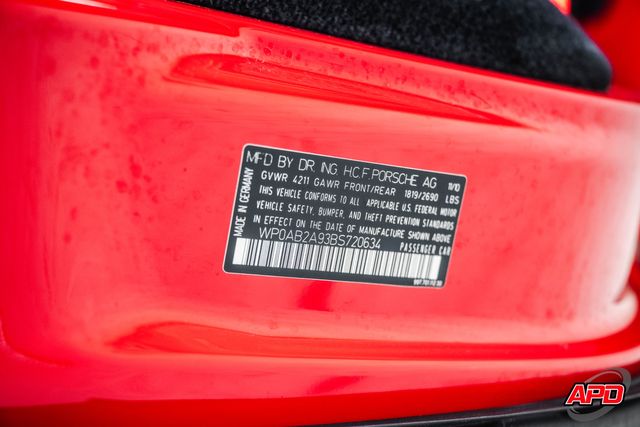 MFD BY DR. ING. H.C.F. PORSCHE AG 11/10
GVWR 4211 GAWR FRONT/REAR 1819/2690 LBS
THIS VEHICLE CONFORMS TO ALL APPLICABLE U.S. FEDERAL MOTOR
VEHICLE SAFETY, BUMPER, AND THEFT PREVENTION STANDARDS
IN EFFECT ON THE DATE OF MANUFACTURE SHOWN ABOVE.
WP0AB2A93BS720634 PASSENGER CAR
MADE IN GERMANY
APD